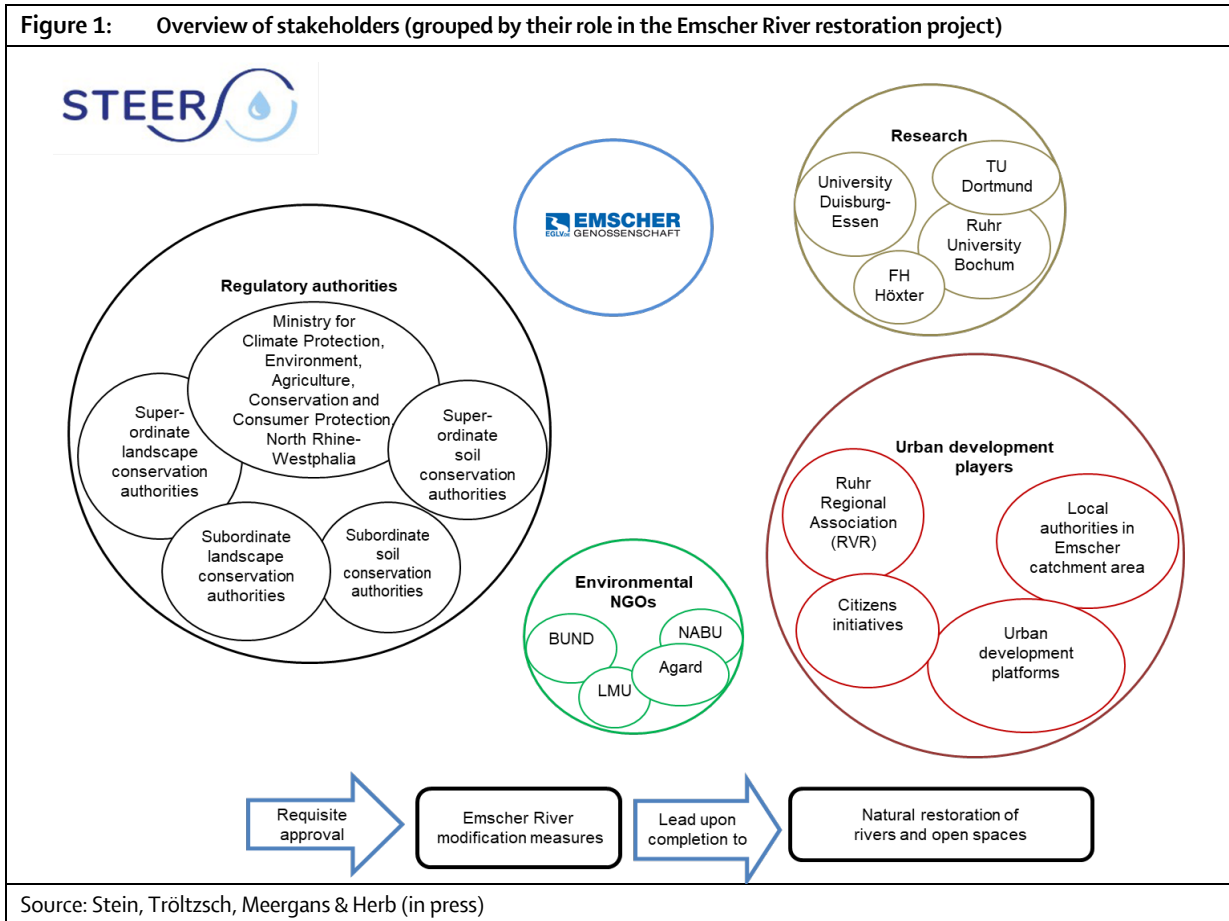 Figure 1: Overview of stakeholders (grouped by their role in the Emscher River restoration project)
STEER
EGLV.DE
EMSCHER
GENOSSENSCHAFT
Research
University
Duisburg-
Essen
TU
Dortmund
Ruhr
University
Bochum
FH
Höxter
Regulatory authorities
Ministry for
Climate Protection,
Environment,
Agriculture,
Conservation and
Consumer Protection,
North Rhine-
Westphalia
Super-
ordinate
landscape
conservation
authorities
Super-
ordinate
soil
conservation
authorities
Subordinate
landscape
conservation
authorities
Subordinate
soil
conservation
authorities
Environmental
NGOs
BUND
NABU
Agard
LMU
Urban development
players
Ruhr
Regional
Association
(RVR)
Local
authorities in
Emscher
catchment area
Citizens
initiatives
Urban
development
platforms
Requisite
approval
Emscher River
modification measures
Lead upon
completion to
Natural restoration of
rivers and open spaces
Source: Stein, Tröltzsch, Meergans & Herb (in press)